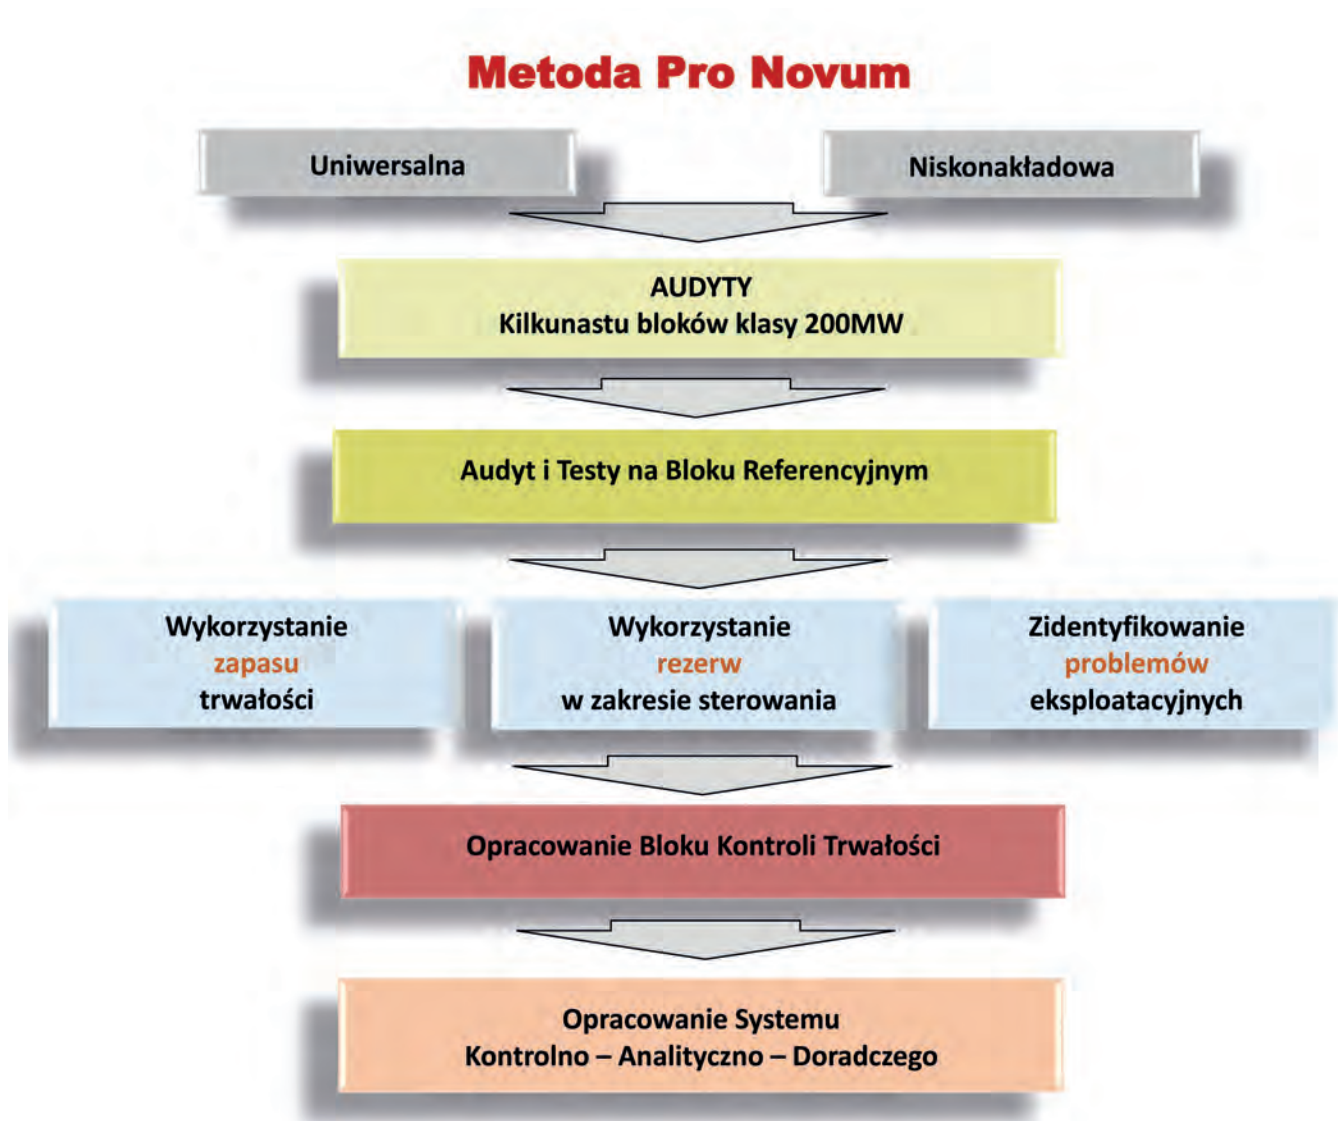 Metoda Pro Novum
Uniwersalna
Niskonakładowa
AUDYTY
Kilkunastu bloków klasy 200MW
Audyt i Testy na Bloku Referencyjnym
Wykorzystanie
zapasu
trwałości
Wykorzystanie
rezerw
w zakresie sterowania
Zidentyfikowanie
problemów
eksploatacyjnych
Opracowanie Bloku Kontroli Trwałości
Opracowanie Systemu
Kontrolno – Analityczno – Doradczego